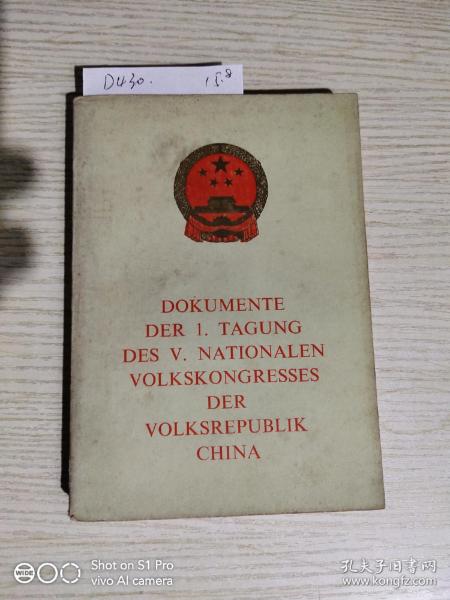 D430.
15.8
DOKUMENTE
DER 1. TAGUNG
DES V. NATIONALEN
VOLKSKONGRESSES
DER
VOLKSREPUBLIK
CHINA
WIDE
Shot on S1 Pro
vivo AI camera
孔夫子旧书网
www.kongfz.com